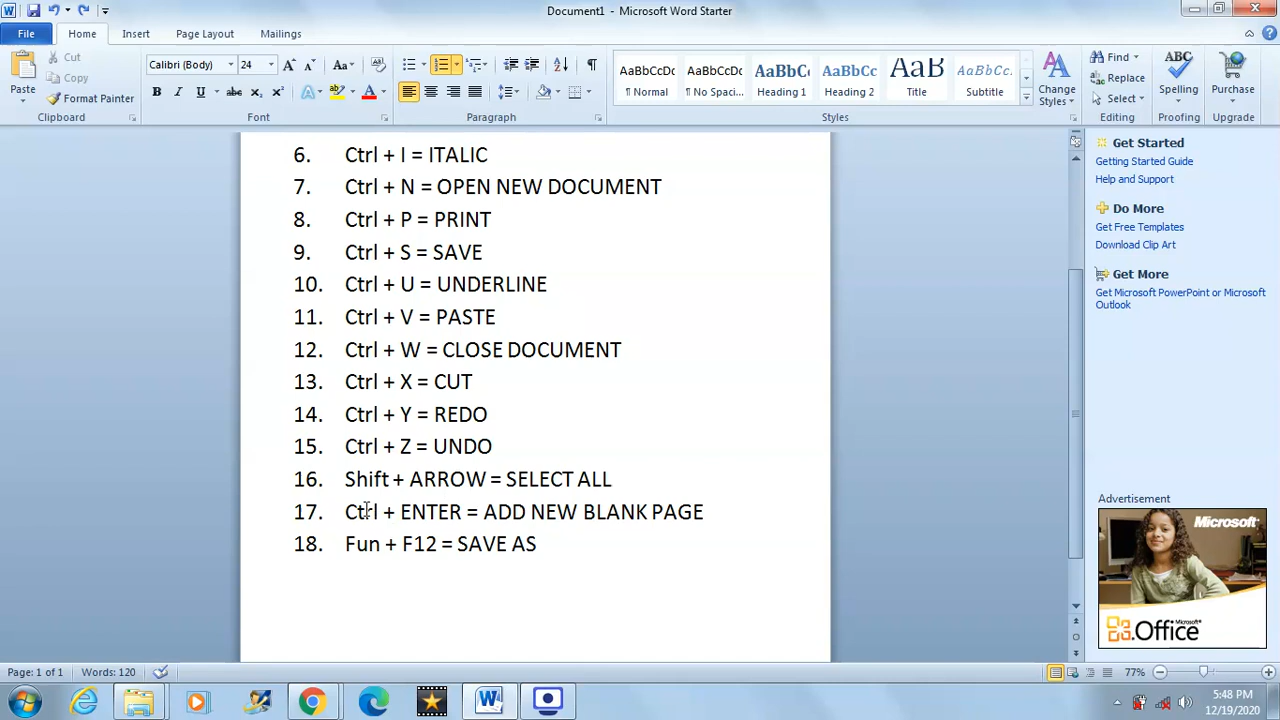 Document1 - Microsoft Word Starter
File Home Insert Page Layout Mailings
Cut
Copy
Paste
Format Painter
Clipboard
Calibri (Body) 24
Font
Paragraph
AaBbCcDc AaBbCcDc AaBbCc AaBbCc AaB AaBbCcD
¶ Normal ¶ No Spaci... Heading 1 Heading 2 Title Subtitle
Styles
Change
Styles
Find
Replace
Select
Editing
Spelling
Proofing
Purchase
Upgrade
6. Ctrl + I = ITALIC
7. Ctrl + N = OPEN NEW DOCUMENT
8. Ctrl + P = PRINT
9. Ctrl + S = SAVE
10. Ctrl + U = UNDERLINE
11. Ctrl + V = PASTE
12. Ctrl + W = CLOSE DOCUMENT
13. Ctrl + X = CUT
14. Ctrl + Y = REDO
15. Ctrl + Z = UNDO
16. Shift + ARROW = SELECT ALL
17. Ctrl + ENTER = ADD NEW BLANK PAGE
18. Fun + F12 = SAVE AS
Get Started
Getting Started Guide
Help and Support
Do More
Get Free Templates
Download Clip Art
Get More
Get Microsoft PowerPoint or Microsoft
Outlook
Advertisement
Microsoft
Microsoft
Office
Page: 1 of 1 Words: 120
77%
5:48 PM
12/19/2020